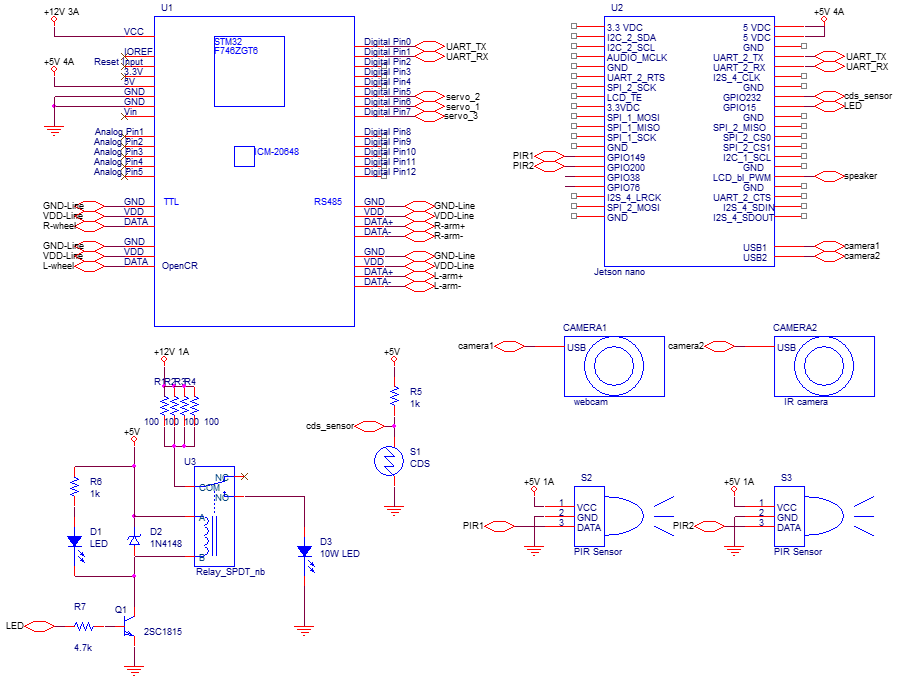 +12V 3A
U1
VCC
IOREF
Reset Input
3.3V
5V
GND
GND
Vin
+5V 4A
Analog Pin1
Analog Pin2
Analog Pin3
Analog Pin4
Analog Pin5
STM32
F746ZGT6
ICM-20648
Digital Pin0
Digital Pin1
Digital Pin2
Digital Pin3
Digital Pin4
Digital Pin5
Digital Pin6
Digital Pin7
Digital Pin8
Digital Pin9
Digital Pin10
Digital Pin11
Digital Pin12
UART_TX
UART_RX
servo_2
servo_1
servo_3
GND-Line
VDD-Line
R-wheel
GND
VDD
DATA
TTL
GND-Line
VDD-Line
L-wheel
GND
VDD
DATA
OpenCR
RS485
GND
VDD
DATA+
DATA-
GND-Line
VDD-Line
R-arm+
R-arm-
GND
VDD
DATA+
DATA-
GND-Line
VDD-Line
L-arm+
L-arm-
U2
+5V 4A
3.3 VDC
I2C_2_SDA
I2C_2_SCL
AUDIO_MCLK
GND
UART_2_RTS
SPI_2_SCK
LCD_TE
3.3VDC
SPI_1_MOSI
SPI_1_MISO
SPI_1_SCK
GND
GPIO149
GPIO200
GPIO38
GPIO76
I2S_4_LRCK
SPI_2_MOSI
GND
PIR1
PIR2
5 VDC
5 VDC
GND
UART_2_TX
UART_2_RX
I2S_4_CLK
GND
GPIO232
GPIO15
GND
SPI_2_MISO
SPI_2_CS0
SPI_2_CS1
I2C_1_SCL
GND
LCD_bl_PWM
GND
UART_2_CTS
I2S_4_SDIN
I2S_4_SDOUT
USB1
USB2
UART_TX
UART_RX
cds_sensor
LED
speaker
camera1
camera2
Jetson nano
CAMERA1
camera1
USB
webcam
CAMERA2
camera2
USB
IR camera
+12V 1A
R1 R2 R3 R4
100 100 100 100
+5V
R6
1k
D1
LED
D2
1N4148
U3
NC
COM
NO
A
B
Relay_SPDT_nb
D3
10W LED
LED
R7
4.7k
Q1
2SC1815
+5V
R5
1k
cds_sensor
S1
CDS
+5V 1A
S2
PIR1
1
2
3
VCC
GND
DATA
PIR Sensor
+5V 1A
S3
PIR2
1
2
3
VCC
GND
DATA
PIR Sensor